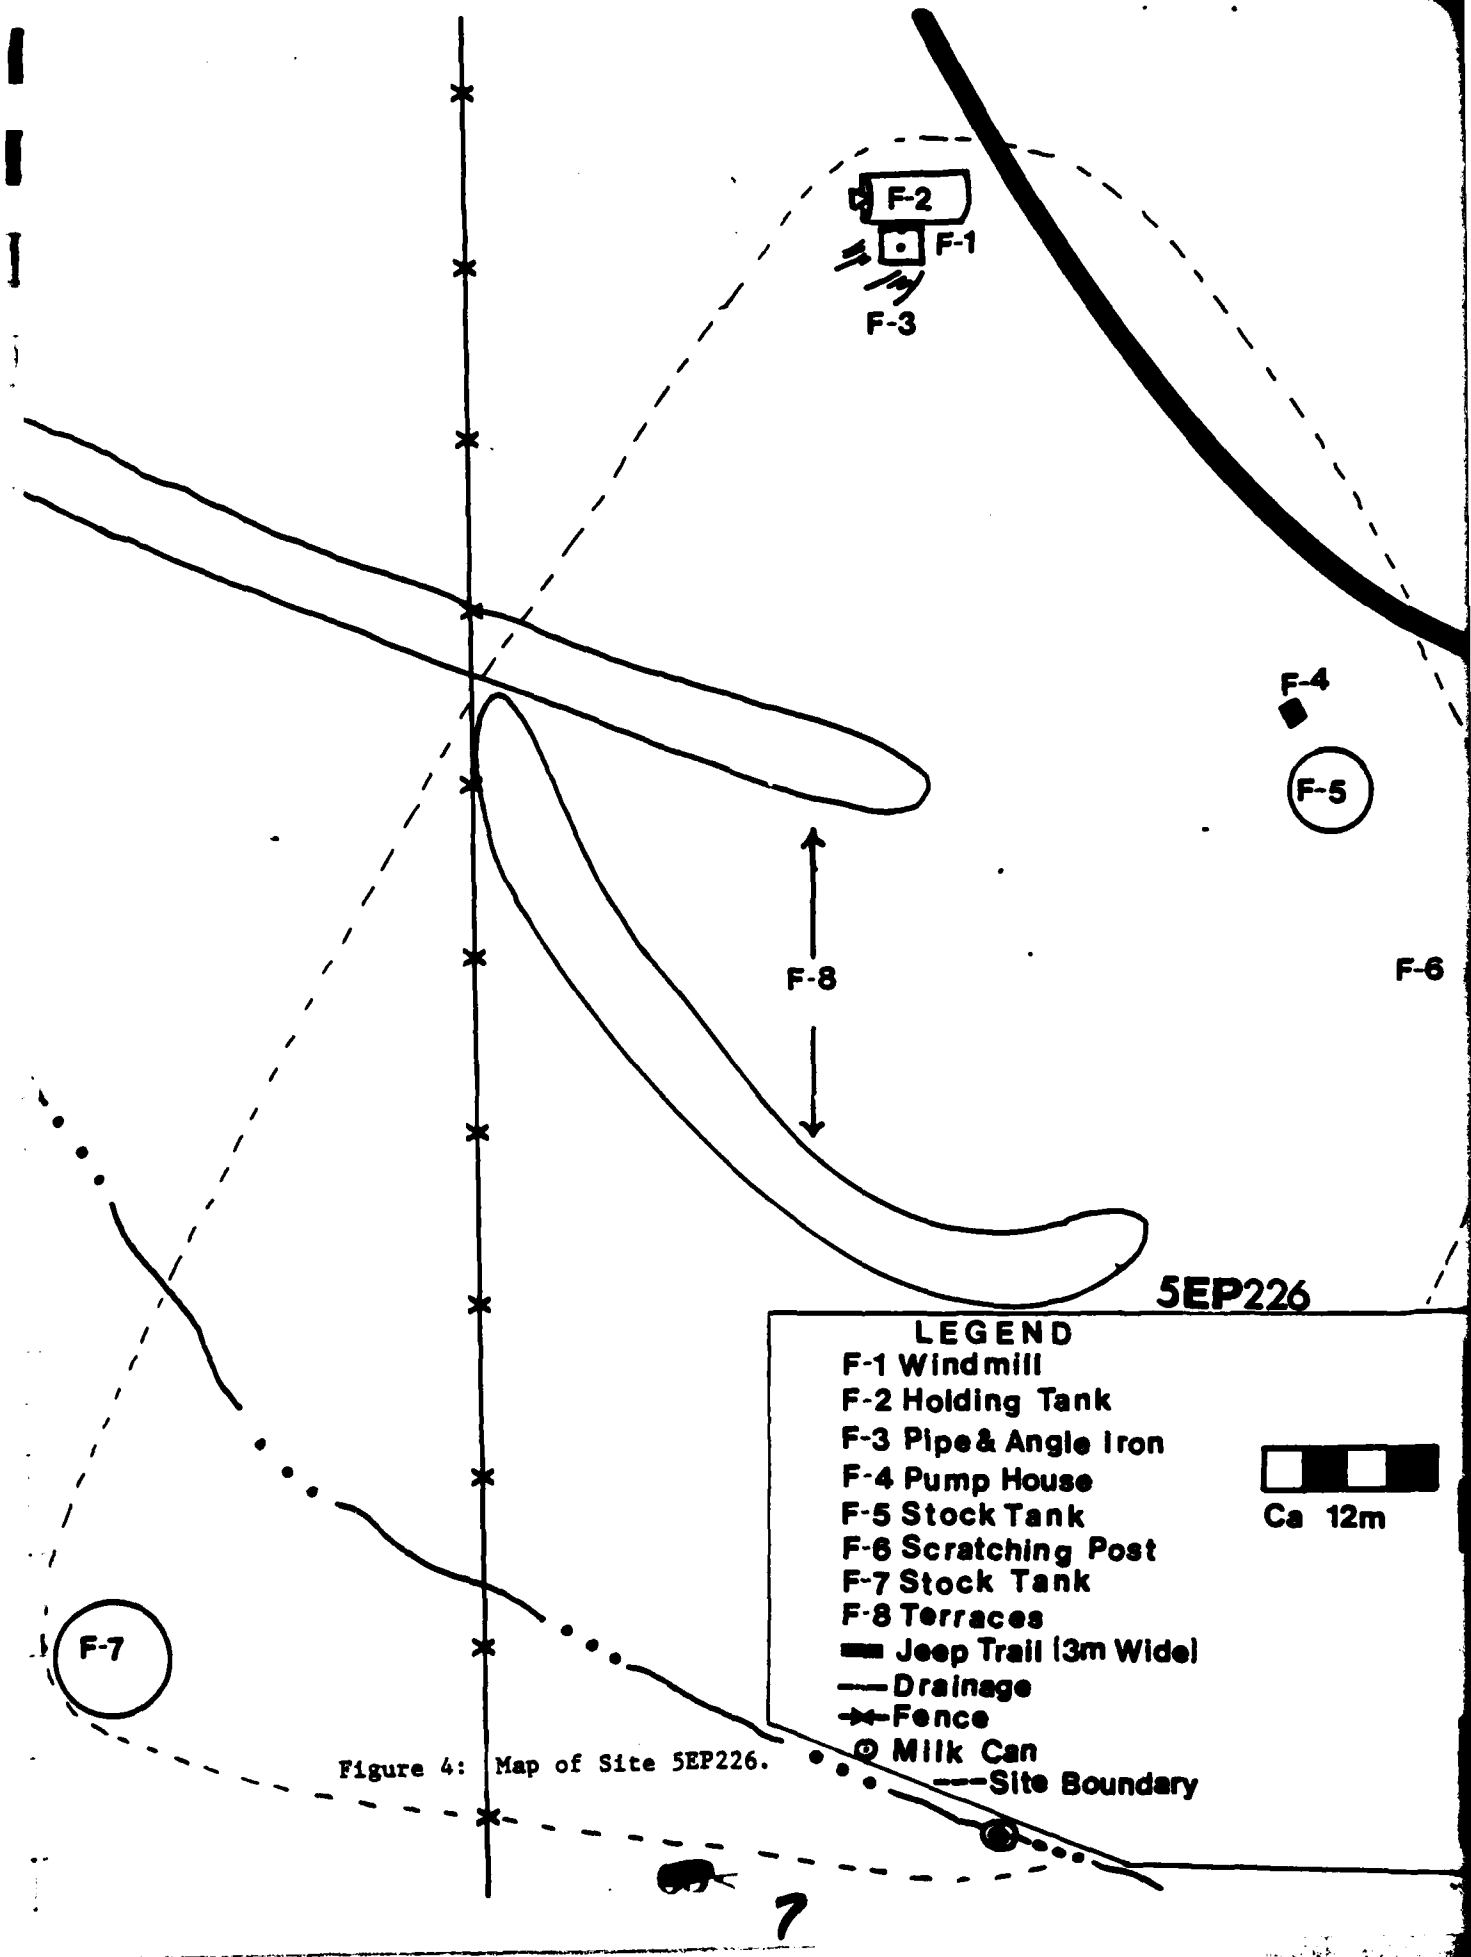 F-2
F-1
F-3
F-4
F-5
F-6
F-8
5EP226
LEGEND
F-1 Windmill
F-2 Holding Tank
F-3 Pipe & Angle Iron
F-4 Pump House
F-5 Stock Tank
F-6 Scratching Post
F-7 Stock Tank
F-8 Terraces
Jeep Trail (3m Wide)
Drainage
Fence
Milk Can
Site Boundary
Ca 12m
F-7
Figure 4: Map of Site 5EP226.
7